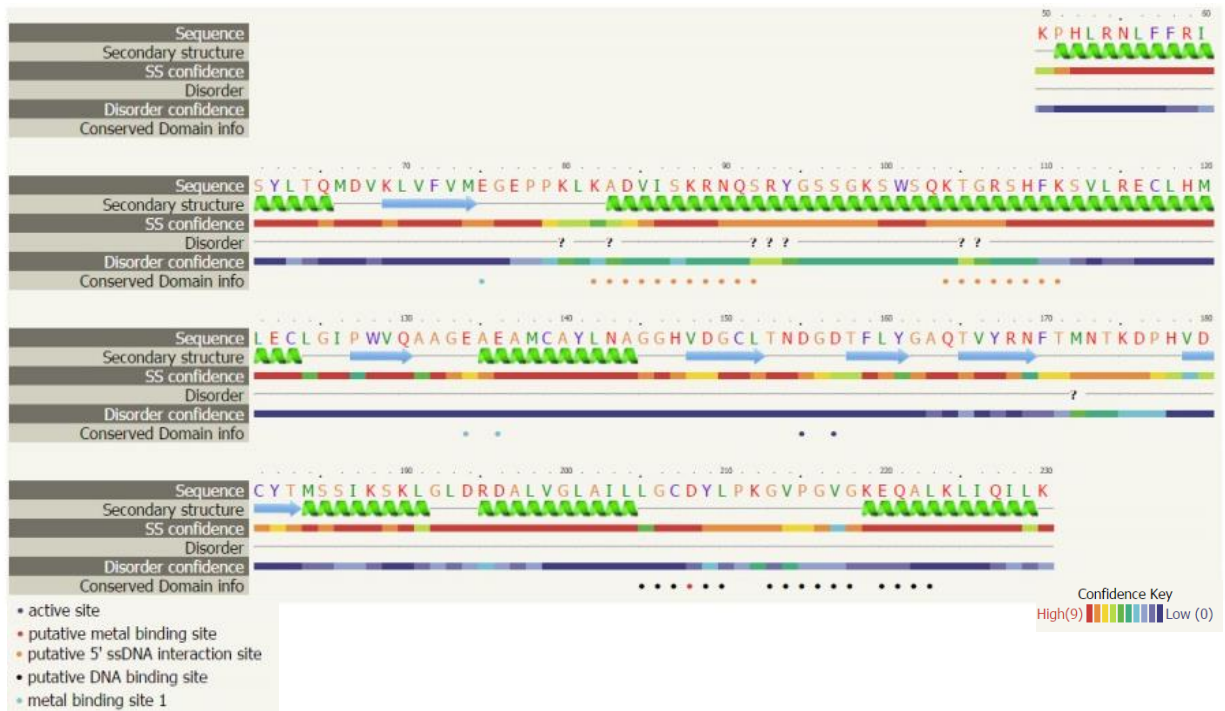 50 60
Sequence K P H L R N L F F R I
Secondary structure
SS confidence
Disorder
Disorder confidence
Conserved Domain info
70 80 90 100 110 120
Sequence S Y L T Q M D V K L V F V M E G E P P K L K A D V I S K R N Q S R Y G S S G K S W S Q K T G R S H F K S V L R E C L H M
Secondary structure
SS confidence
Disorder ? ? ? ? ? ? ?
Disorder confidence
Conserved Domain info
130 140 150 160 170 180
Sequence L E C L G I P W V Q A A G E A E A M C A Y L N A G G H V D G C L T N D G D T F L Y G A Q T V Y R N F T M N T K D P H V D
Secondary structure
SS confidence
Disorder ?
Disorder confidence
Conserved Domain info
190 200 210 220 230
Sequence C Y T M S S I K S K L G L D R D A L V G L A I L L G C D Y L P K G V P G V G K E Q A L K L I Q I L K
Secondary structure
SS confidence
Disorder
Disorder confidence
Conserved Domain info
• active site
• putative metal binding site
• putative 5' ssDNA interaction site
• putative DNA binding site
• metal binding site 1
Confidence Key
High(9) Low (0)